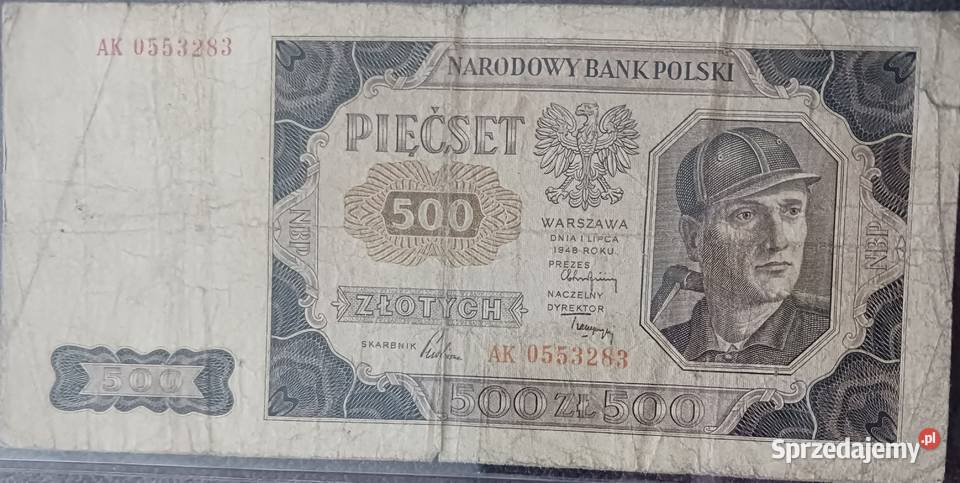 AK 0553283
NARODOWY BANK POLSKI
PIĘĆSET
500
WARSZAWA
DNIA 1 LIPCA
1948 ROKU
PREZES
NACZELNY
DYREKTOR
ZŁOTYCH
SKARBNIK
AK 0553283
NBP
NBP
500
500 ZŁ 500
Sprzedajemy.pl